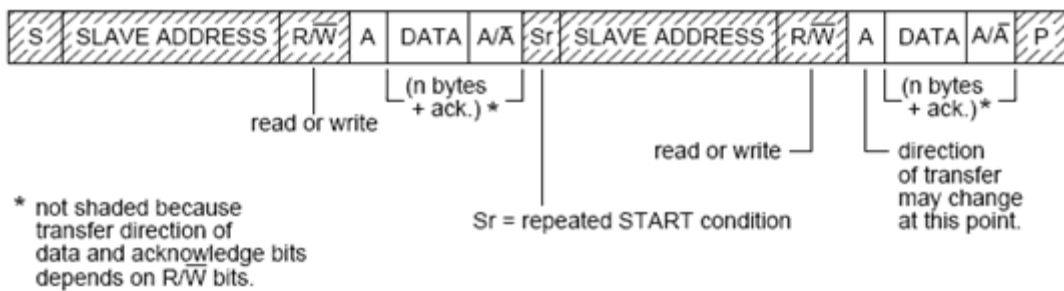 S SLAVE ADDRESS R/W̅ A DATA A/A̅ Sr SLAVE ADDRESS R/W̅ A DATA A/A̅ P
(n bytes
+ ack.) *
read or write
(n bytes
+ ack.) *
read or write
direction
of transfer
may change
at this point.
Sr = repeated START condition
* not shaded because
transfer direction of
data and acknowledge bits
depends on R/W̅ bits.